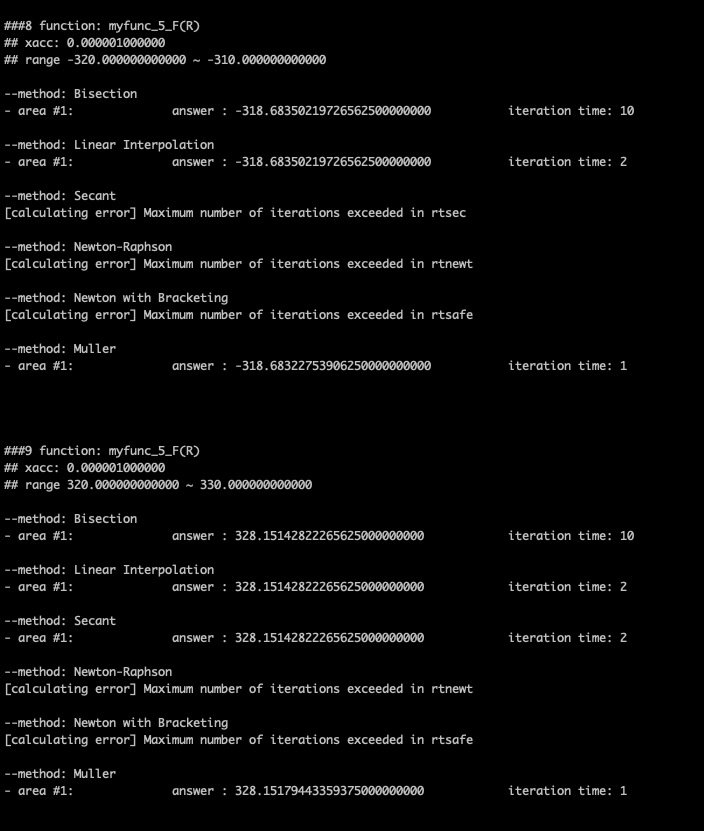 ###8 function: myfunc_5_F(R)
## xacc: 0.000001000000
## range -320.000000000000 ~ -310.000000000000
--method: Bisection
- area #1: answer : -318.68350219726562500000000 iteration time: 10
--method: Linear Interpolation
- area #1: answer : -318.68350219726562500000000 iteration time: 2
--method: Secant
[calculating error] Maximum number of iterations exceeded in rtsec
--method: Newton-Raphson
[calculating error] Maximum number of iterations exceeded in rtnewt
--method: Newton with Bracketing
[calculating error] Maximum number of iterations exceeded in rtsafe
--method: Muller
- area #1: answer : -318.68322753906250000000000 iteration time: 1
###9 function: myfunc_5_F(R)
## xacc: 0.000001000000
## range 320.000000000000 ~ 330.000000000000
--method: Bisection
- area #1: answer : 328.15142822265625000000000 iteration time: 10
--method: Linear Interpolation
- area #1: answer : 328.15142822265625000000000 iteration time: 2
--method: Secant
- area #1: answer : 328.15142822265625000000000 iteration time: 2
--method: Newton-Raphson
[calculating error] Maximum number of iterations exceeded in rtnewt
--method: Newton with Bracketing
[calculating error] Maximum number of iterations exceeded in rtsafe
--method: Muller
- area #1: answer : 328.15179443359375000000000 iteration time: 1